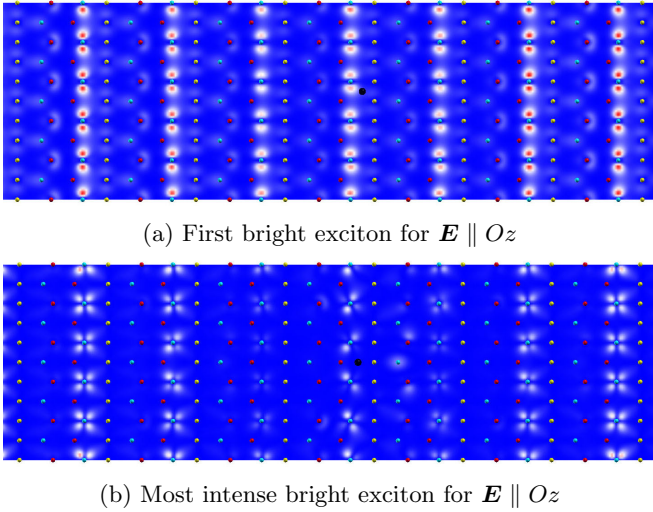 (a) First bright exciton for E ∥ Oz
(b) Most intense bright exciton for E ∥ Oz